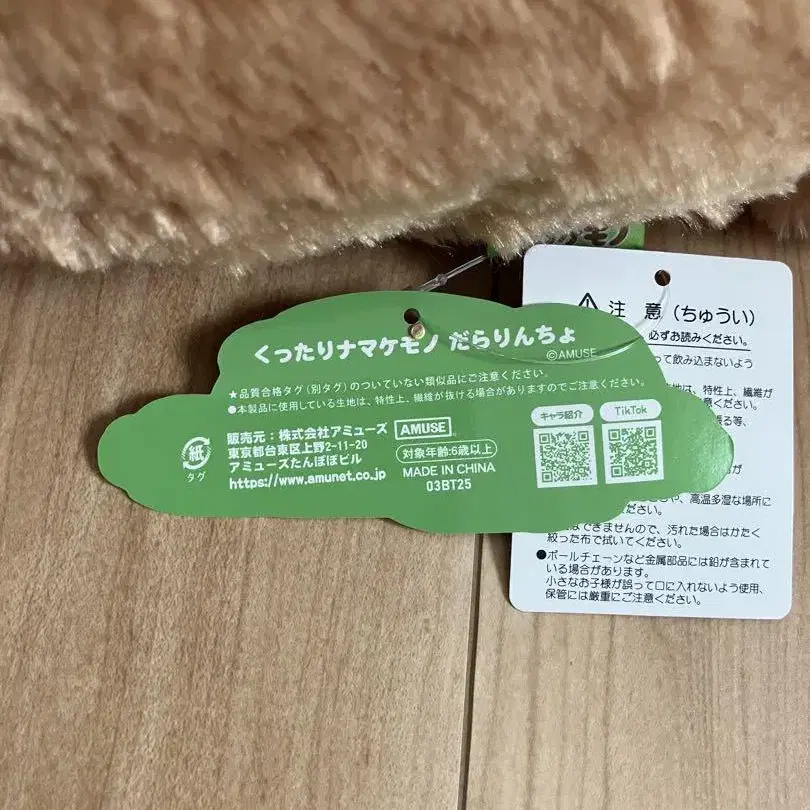 くったりナマケモノ だらりんちょ
©AMUSE
★品質合格タグ(別タグ)のついていない類似品にご注意ください。
●本製品に使用している生地は、特性上、繊維が抜ける場合がありますのでご注意ください。
紙
タグ
販売元：株式会社アミューズ
東京都台東区上野2-11-20
アミューズたんぽぽビル
https://www.amunet.co.jp
AMUSE
対象年齢:6歳以上
MADE IN CHINA
03BT25
キャラ紹介
TikTok
⚠注 意(ちゅうい)
必ずお読みください。
って飲み込まないよう
は、特性上、繊維が
ください。
る等、
が
や、高温多湿な場所に
ください。
はできませんので、汚れた場合はかたく
絞った布で拭いてください。
●ボールチェーンなど金属部品には鉛が含まれて
いる場合があります。
小さなお子様が誤って口に入れないよう使用、
保管には厳重にご注意ください。